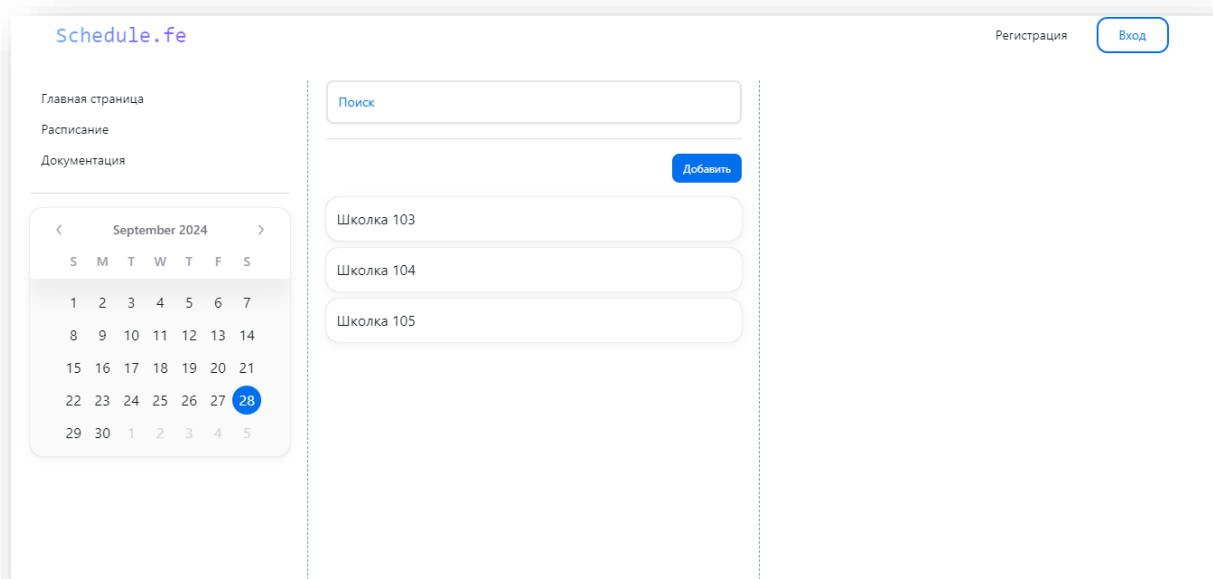 Schedule.fe
Регистрация
Вход
Главная страница
Расписание
Документация
September 2024
S M T W T F S
1 2 3 4 5 6 7
8 9 10 11 12 13 14
15 16 17 18 19 20 21
22 23 24 25 26 27 28
29 30 1 2 3 4 5
Поиск
Добавить
Школка 103
Школка 104
Школка 105